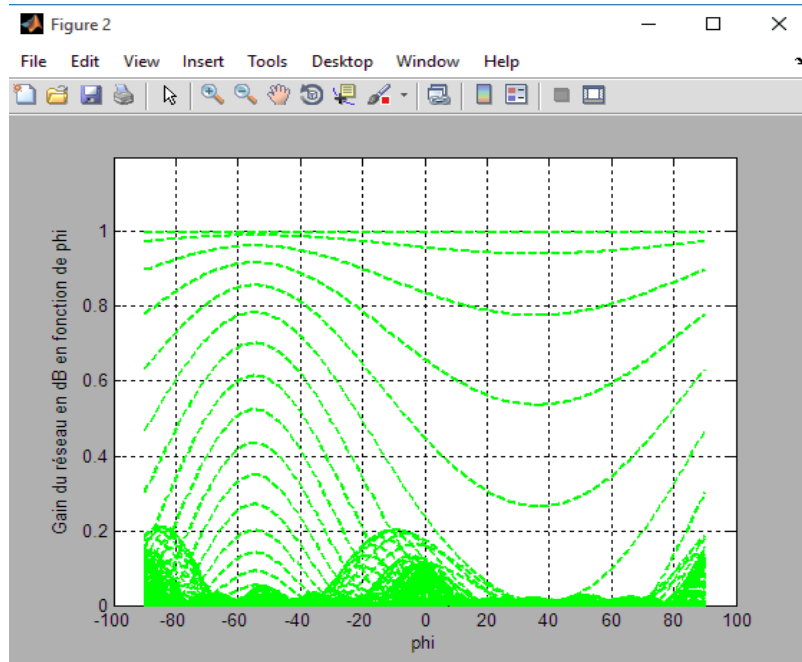 Figure 2
File Edit View Insert Tools Desktop Window Help
Gain du réseau en dB en fonction de phi
1
0.8
0.6
0.4
0.2
0
-100 -80 -60 -40 -20 0 20 40 60 80 100
phi